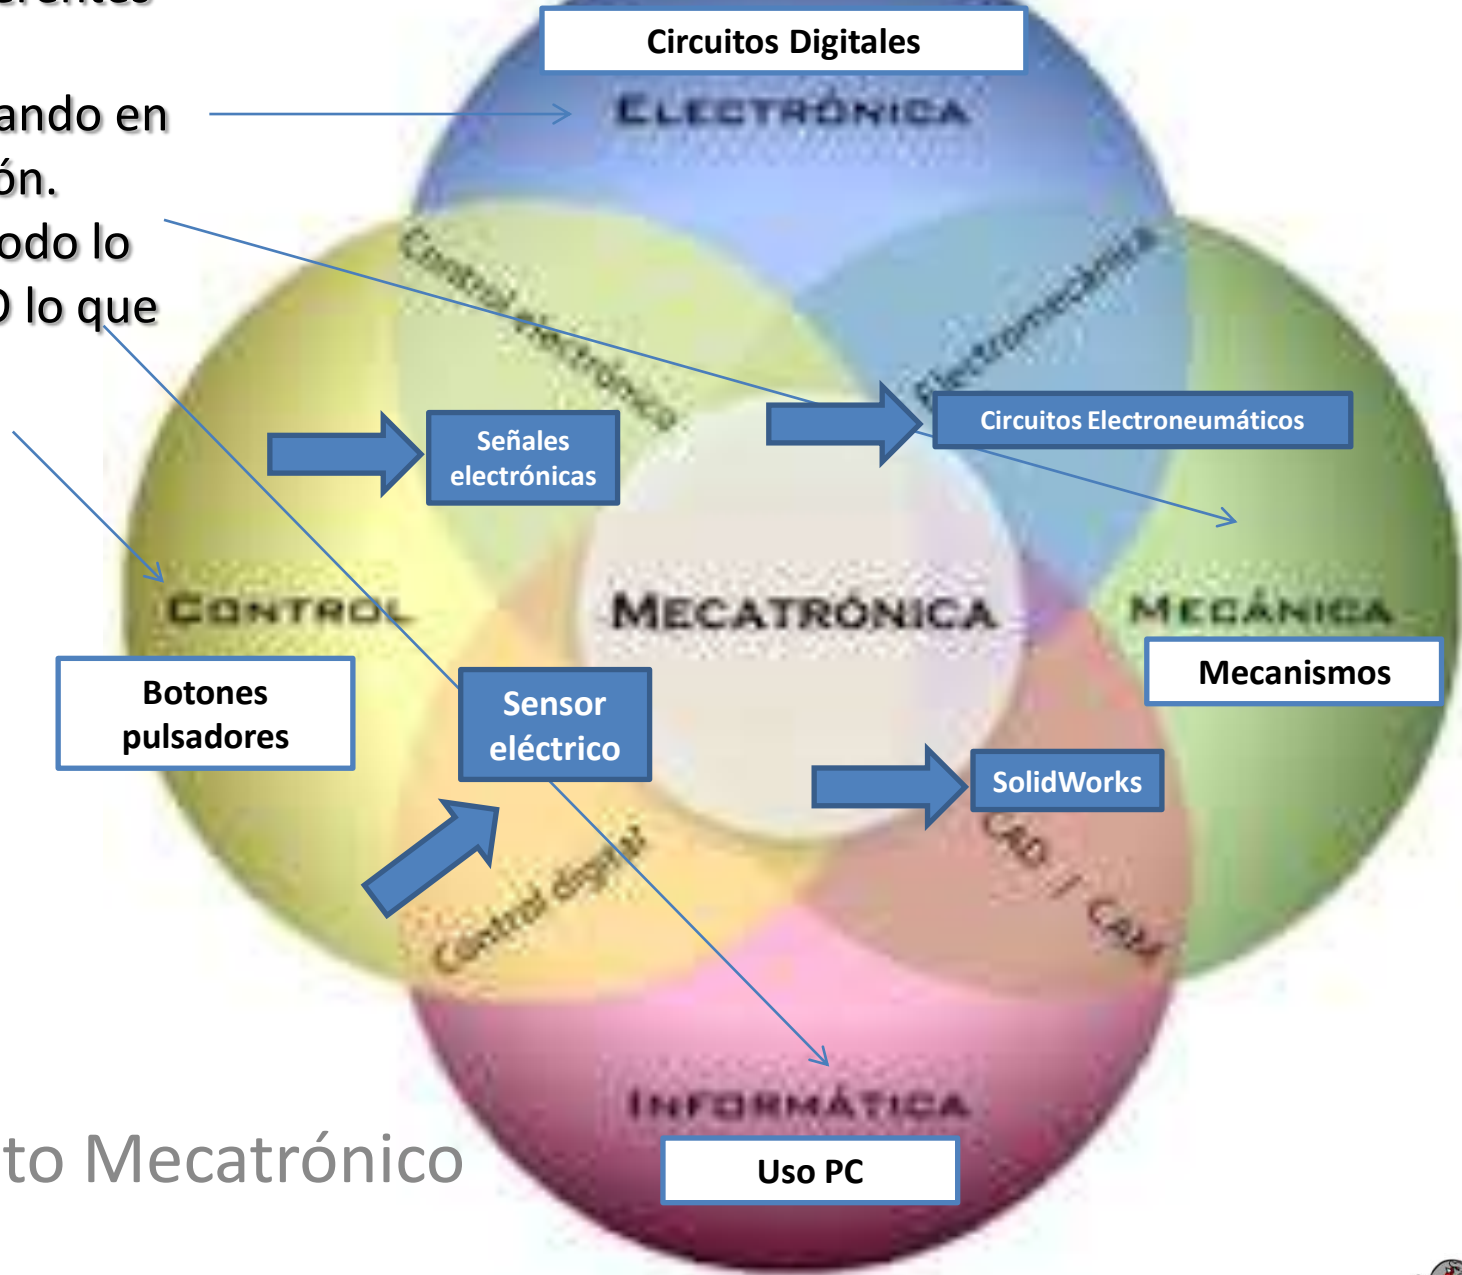 Circuitos Digitales
ELECTRÓNICA
ando en
ón.
odo lo
lo que
Control electrónico
Electromecánica
Señales
electrónicas
Circuitos Electroneumáticos
CONTROL
MECATRÓNICA
MECÁNICA
Botones
pulsadores
Sensor
eléctrico
Mecanismos
SolidWorks
Control digital
CAD / CAM
INFORMÁTICA
Uso PC
to Mecatrónico